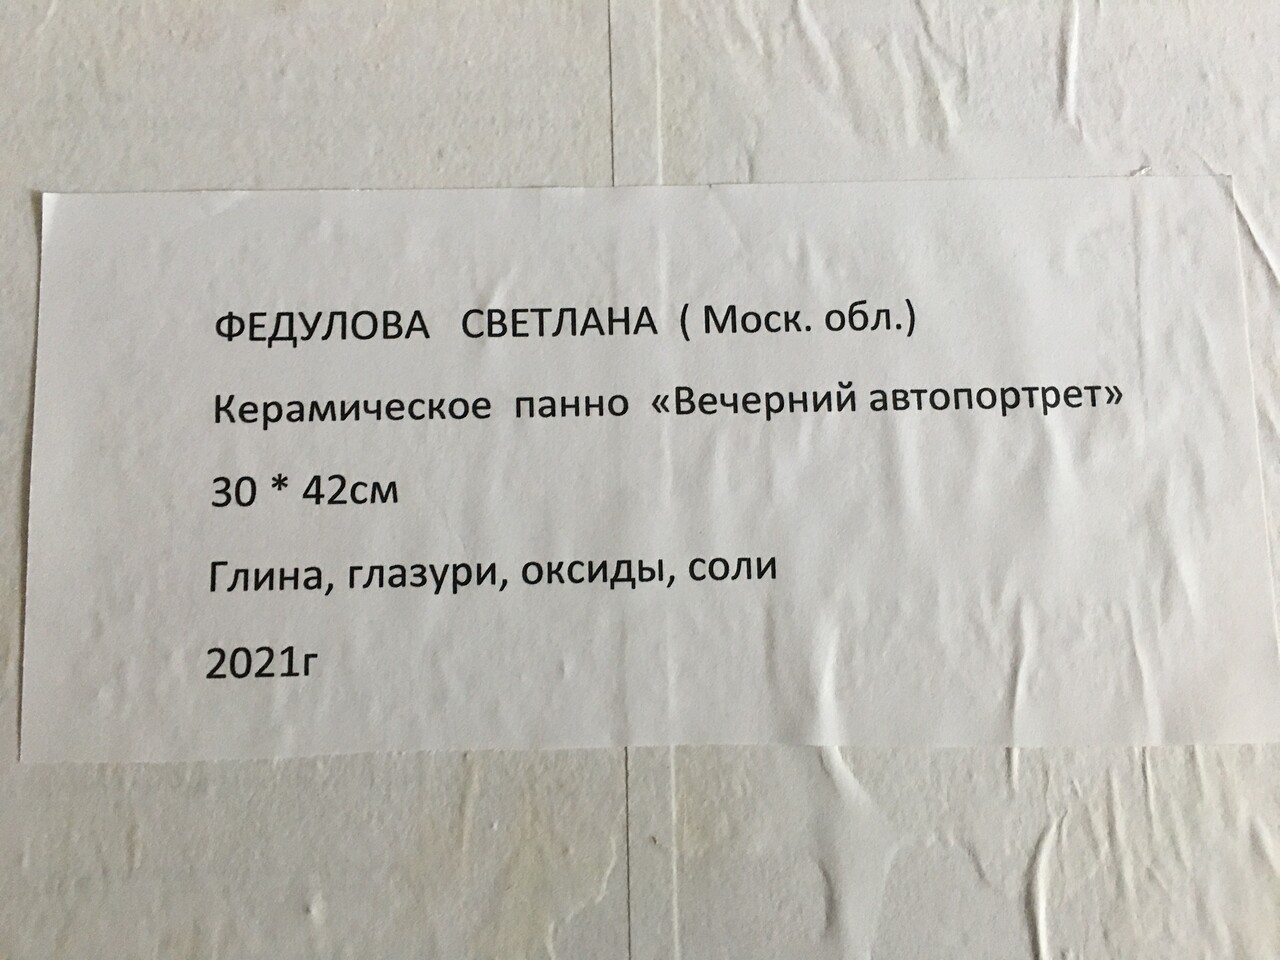 ФЕДУЛОВА СВЕТЛАНА ( Моск. обл.)
Керамическое панно «Вечерний автопортрет»
30 * 42см
Глина, глазури, оксиды, соли
2021г